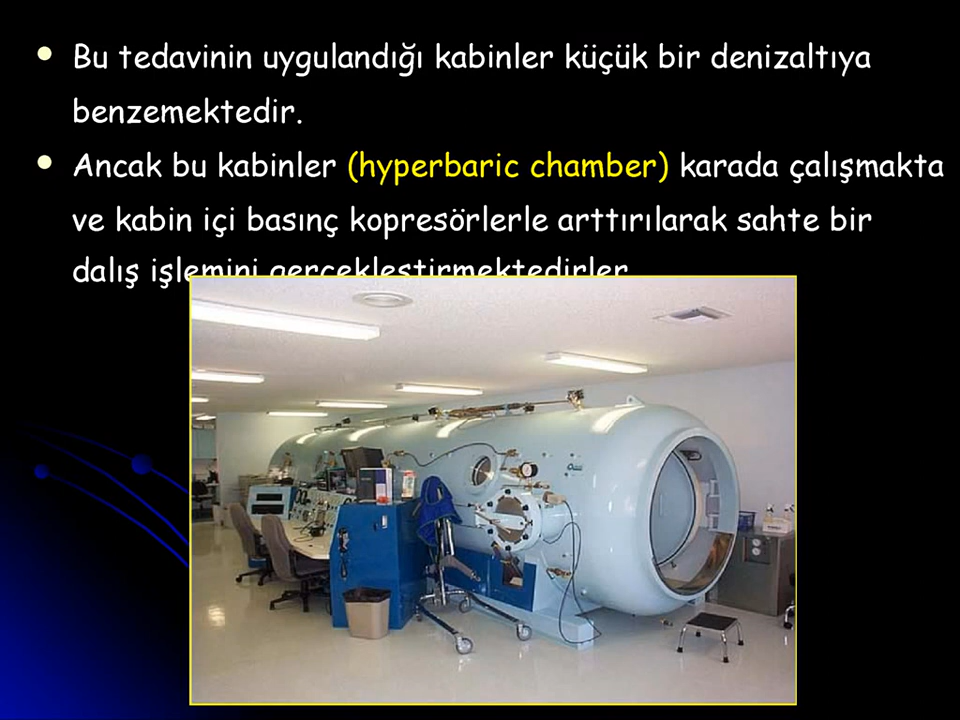 • Bu tedavinin uygulandığı kabinler küçük bir denizaltıya
benzemektedir.
• Ancak bu kabinler (hyperbaric chamber) karada çalışmakta
ve kabin içi basınç kopresörlerle arttırılarak sahte bir
dalış işlemini gerçekleştirmektedirler